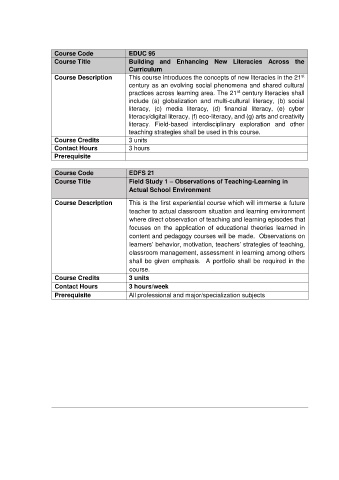 Course Code EDUC 95
Course Title Building and Enhancing New Literacies Across the
Curriculum
Course Description This course introduces the concepts of new literacies in the 21st
century as an evolving social phenomena and shared cultural
practices across learning area. The 21st century literacies shall
include (a) globalization and multi-cultural literacy, (b) social
literacy, (c) media literacy, (d) financial literacy, (e) cyber
literacy/digital literacy, (f) eco-literacy, and (g) arts and creativity
literacy. Field-based interdisciplinary exploration and other
teaching strategies shall be used in this course.
Course Credits 3 units
Contact Hours 3 hours
Prerequisite
Course Code EDFS 21
Course Title Field Study 1 – Observations of Teaching-Learning in
Actual School Environment
Course Description This is the first experiential course which will immerse a future
teacher to actual classroom situation and learning environment
where direct observation of teaching and learning episodes that
focuses on the application of educational theories learned in
content and pedagogy courses will be made. Observations on
learners' behavior, motivation, teachers' strategies of teaching,
classroom management, assessment in learning among others
shall be given emphasis. A portfolio shall be required in the
course.
Course Credits 3 units
Contact Hours 3 hours/week
Prerequisite All professional and major/specialization subjects